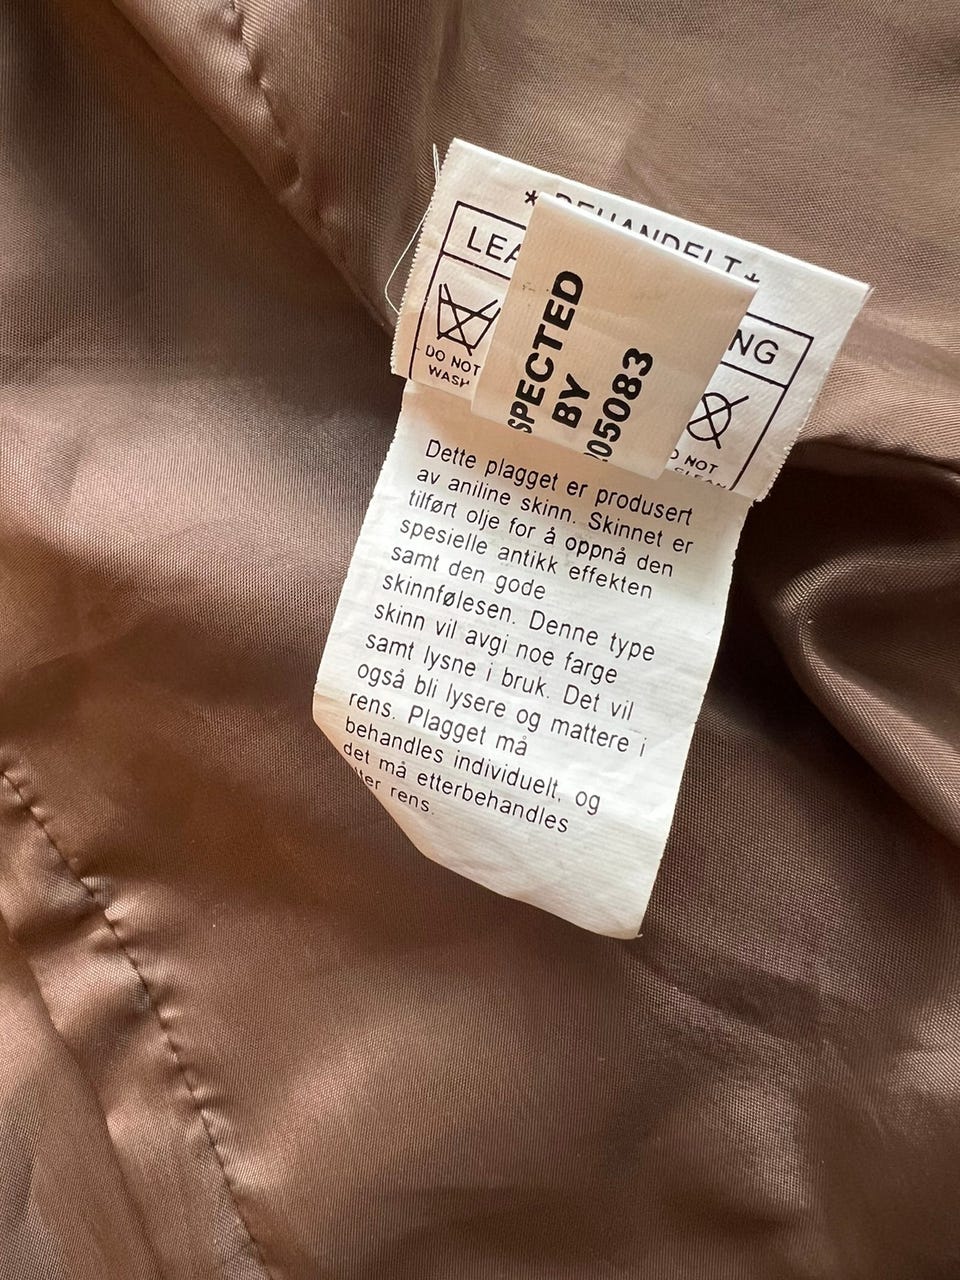 * BEHANDELT *
LEA
NG
DO NOT
WASH
O NOT
CLEAN
SPECTED
BY
05083
Dette plagget er produsert
av aniline skinn. Skinnet er
tilført olje for å oppnå den
spesielle antikk effekten
samt den gode
skinnfølesen. Denne type
skinn vil avgi noe farge
samt lysne i bruk. Det vil
også bli lysere og mattere i
rens. Plagget må
behandles individuelt, og
det må etterbehandles
etter rens.